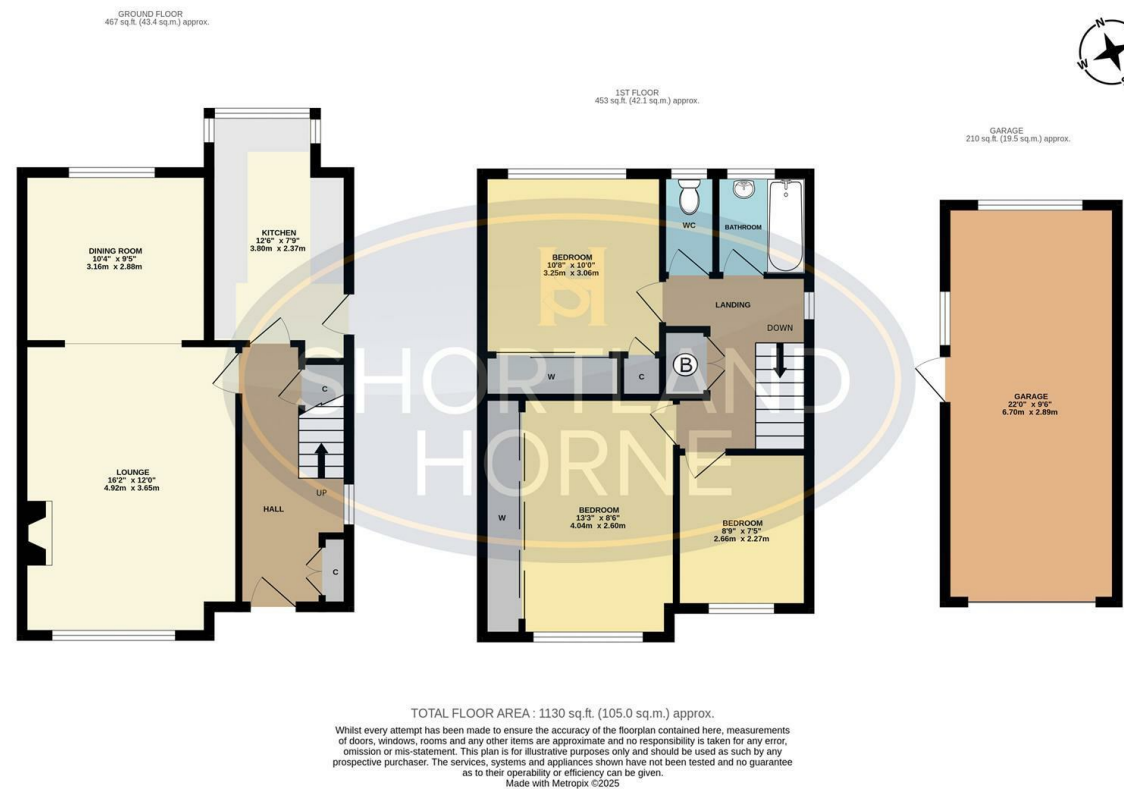 GROUND FLOOR
467 sq.ft. (43.4 sq.m.) approx.
1ST FLOOR
453 sq.ft. (42.1 sq.m.) approx.
GARAGE
210 sq.ft. (19.5 sq.m.) approx.
N
W
S
DINING ROOM
10'4" x 9'5"
3.16m x 2.88m
KITCHEN
12'6" x 7'9"
3.80m x 2.37m
LOUNGE
16'2" x 12'0"
4.92m x 3.65m
HALL
UP
C
C
BEDROOM
10'8" x 10'0"
3.25m x 3.06m
WC
BATHROOM
LANDING
DOWN
B
W
C
W
BEDROOM
13'3" x 8'6"
4.04m x 2.60m
BEDROOM
8'9" x 7'5"
2.66m x 2.27m
GARAGE
22'0" x 9'6"
6.70m x 2.89m
SH
SHORTLAND
HORNE
TOTAL FLOOR AREA : 1130 sq.ft. (105.0 sq.m.) approx.
Whilst every attempt has been made to ensure the accuracy of the floorplan contained here, measurements
of doors, windows, rooms and any other items are approximate and no responsibility is taken for any error,
omission or mis-statement. This plan is for illustrative purposes only and should be used as such by any
prospective purchaser. The services, systems and appliances shown have not been tested and no guarantee
as to their operability or efficiency can be given.
Made with Metropix ©2025